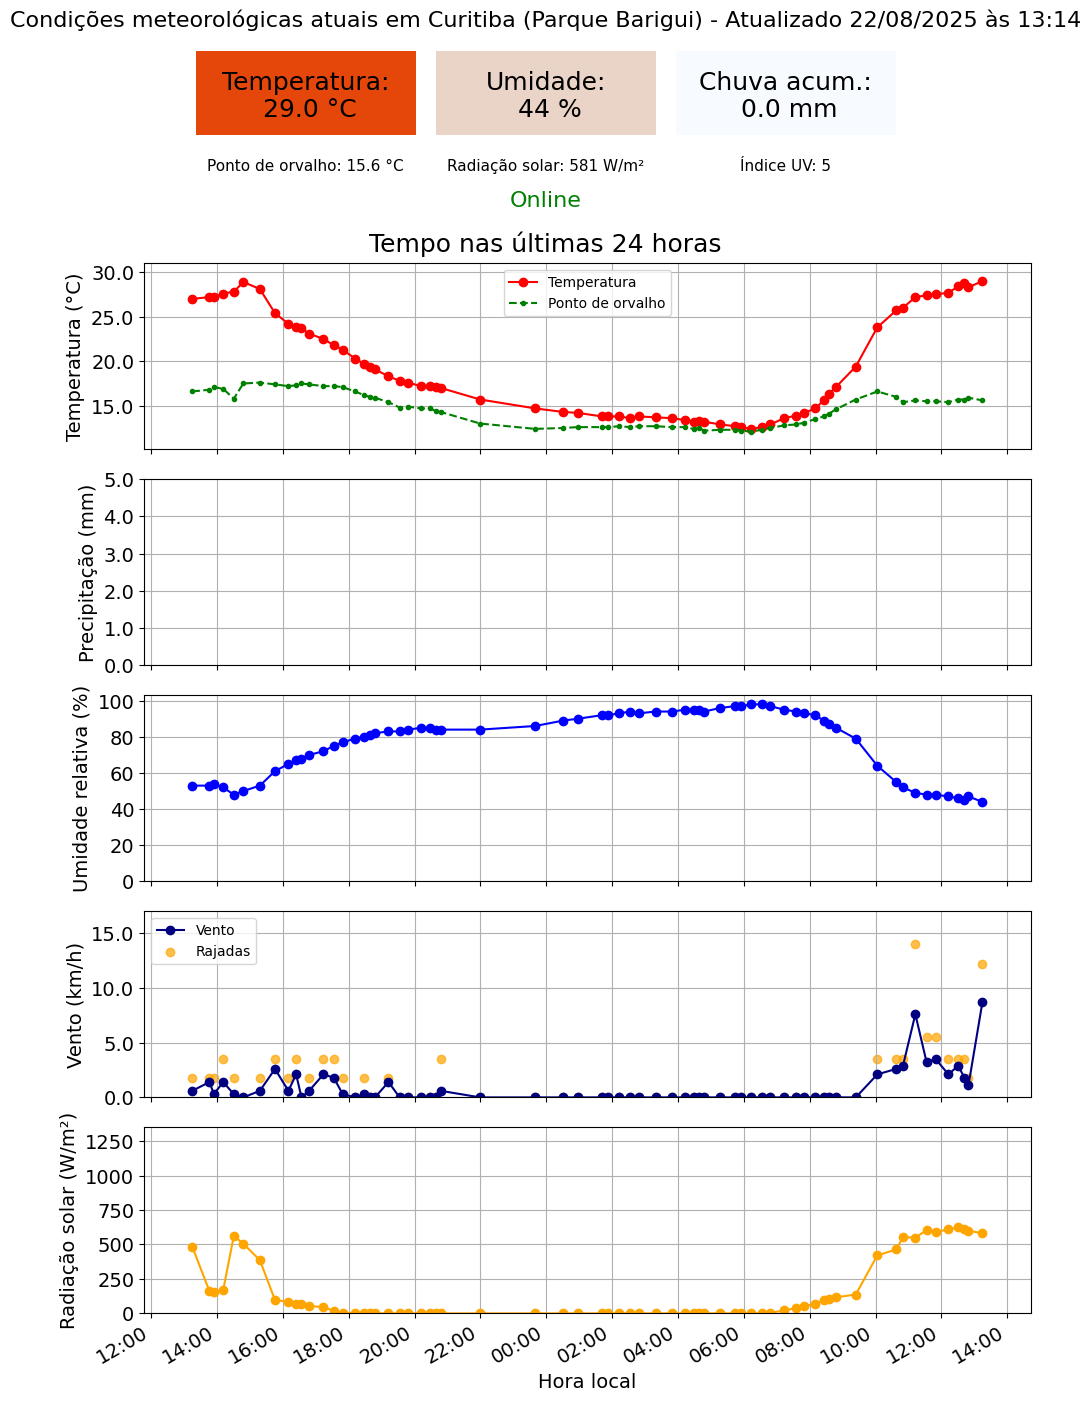 Condições meteorológicas atuais em Curitiba (Parque Barigui) - Atualizado 22/08/2025 às 13:14
Temperatura:
29.0 °C
Umidade:
44 %
Chuva acum.:
0.0 mm
Ponto de orvalho: 15.6 °C
Radiação solar: 581 W/m²
Índice UV: 5
Online
Tempo nas últimas 24 horas
Temperatura (°C)
30.0
25.0
20.0
15.0
Temperatura
Ponto de orvalho
Precipitação (mm)
5.0
4.0
3.0
2.0
1.0
0.0
Umidade relativa (%)
100
80
60
40
20
0
Vento (km/h)
15.0
10.0
5.0
0.0
Vento
Rajadas
Radiação solar (W/m²)
1250
1000
750
500
250
0
12:00
14:00
16:00
18:00
20:00
22:00
00:00
02:00
04:00
06:00
08:00
10:00
12:00
14:00
Hora local